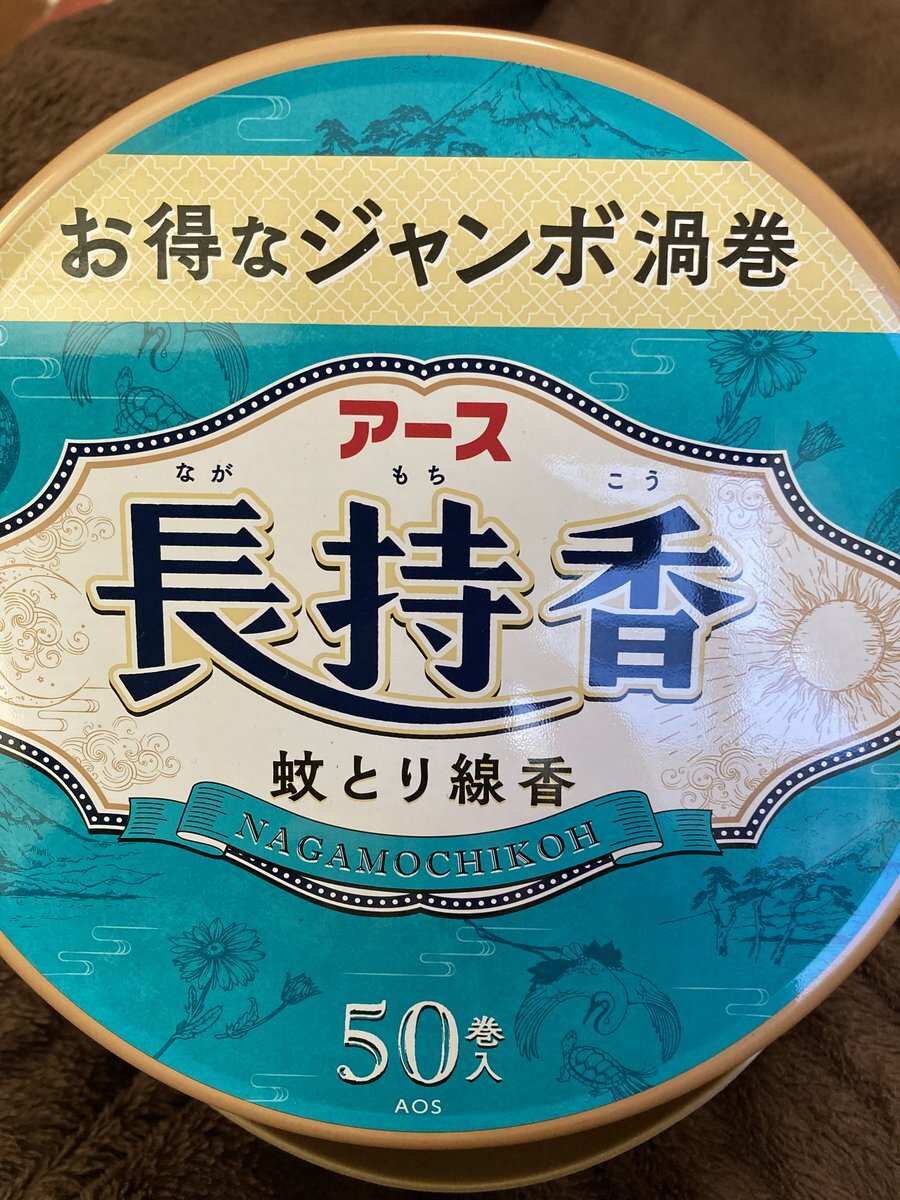 お得なジャンボ渦巻
アース
なが もち こう
長持香
蚊とり線香
NAGAMOCHIKOH
50巻入
AOS